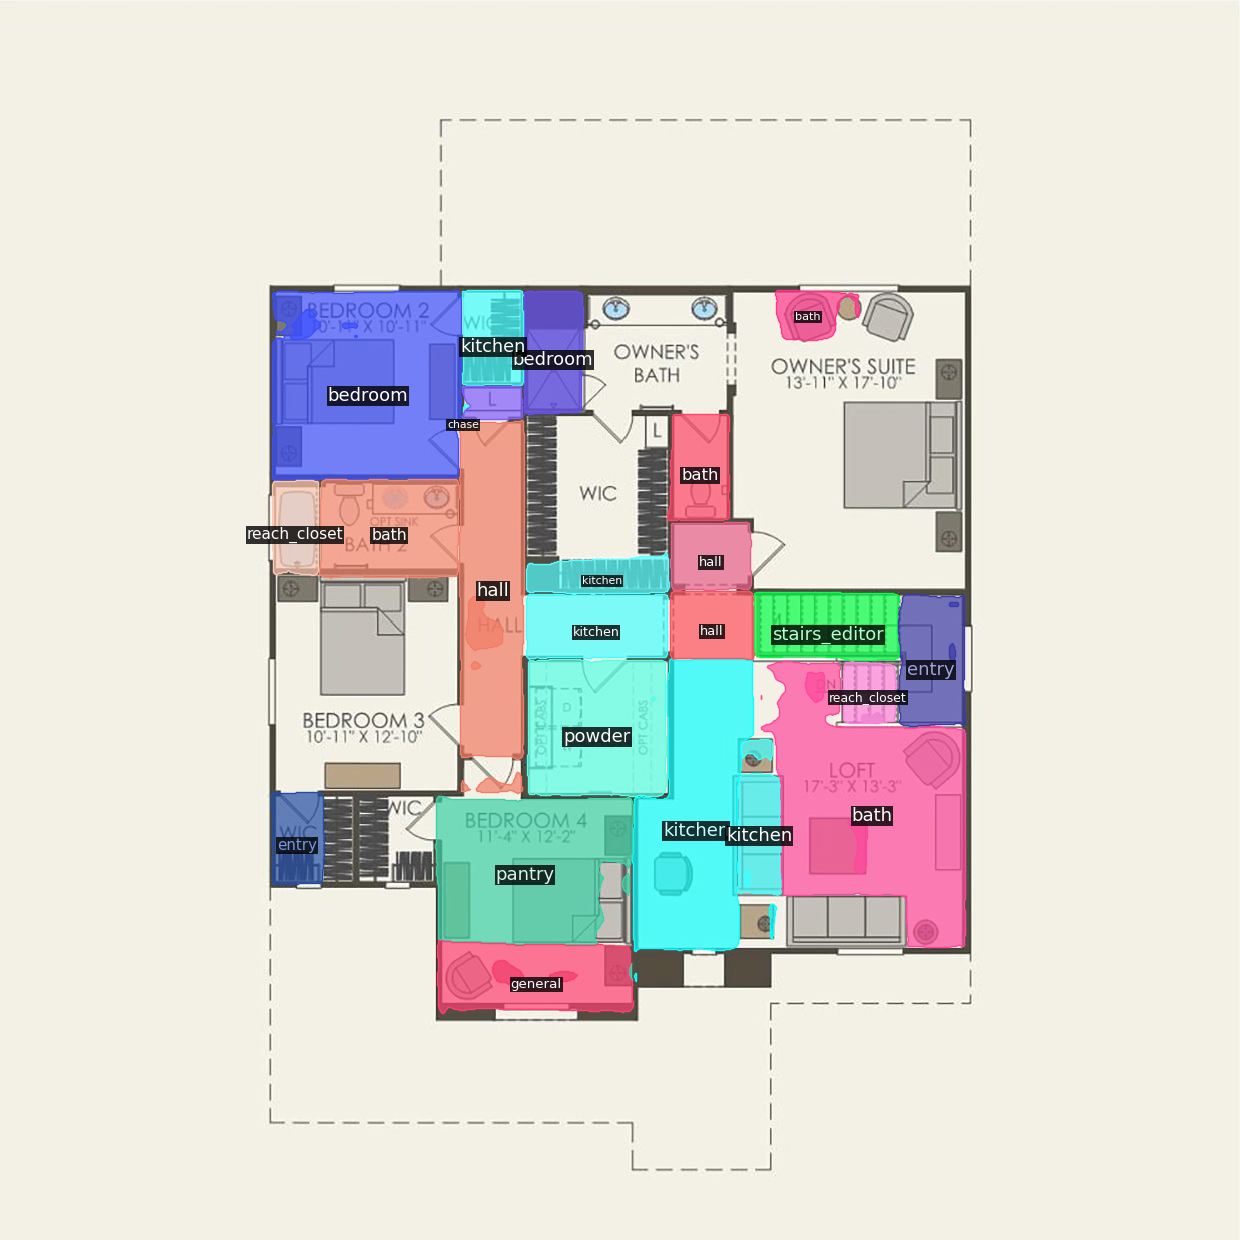 BEDROOM 2
10'-11" X 10'-11"
WIC
kitchen
bedroom
bath
OWNER'S
BATH
OWNER'S SUITE
13'-11" X 17'-10"
bedroom
L
chase
L
bath
WIC
reach_closet
OPT SINK
bath
BATH 2
hall
hall
kitchen
HALL
kitchen
hall
stairs_editor
entry
DN
reach_closet
BEDROOM 3
10'-11" X 12'-10"
OPT CABS
D
OPT CABS
powder
LOFT
17'-3" X 13'-3"
WIC
bath
BEDROOM 4
11'-4" X 12'-2"
WIC
entry
kitchen
kitchen
pantry
general